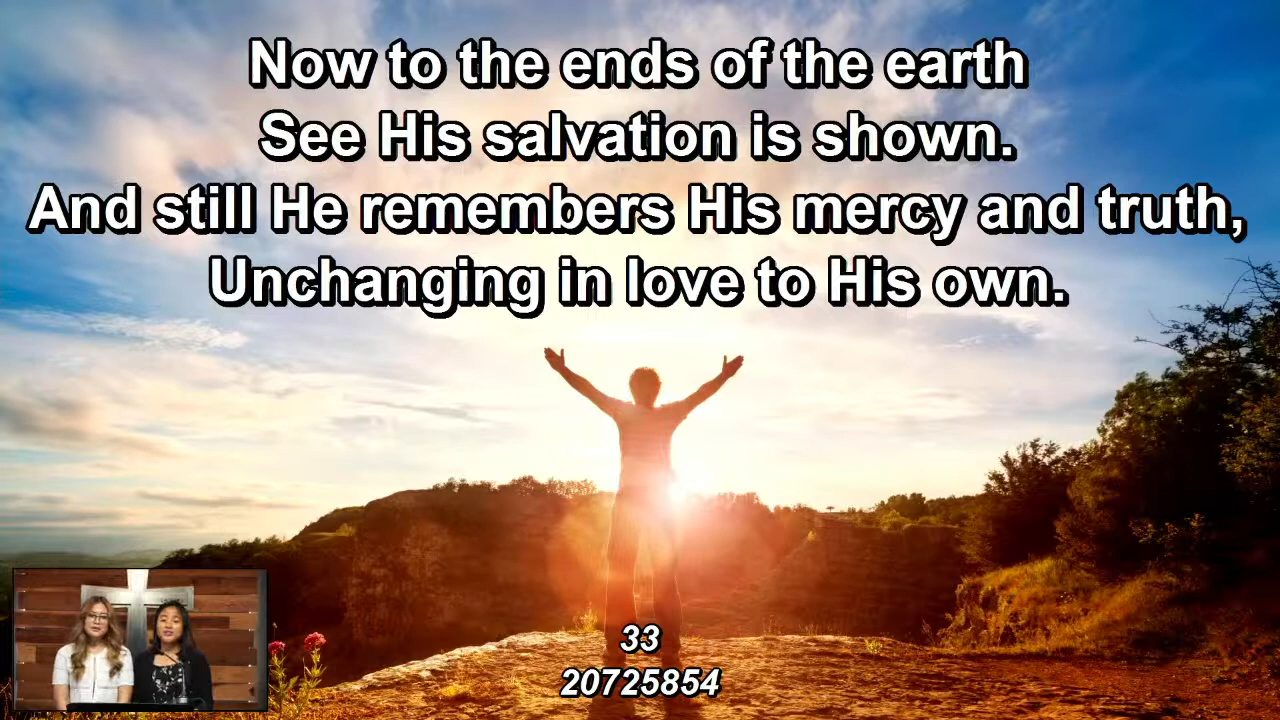 Now to the ends of the earth
See His salvation is shown.
And still He remembers His mercy and truth,
Unchanging in love to His own.
33
20725854